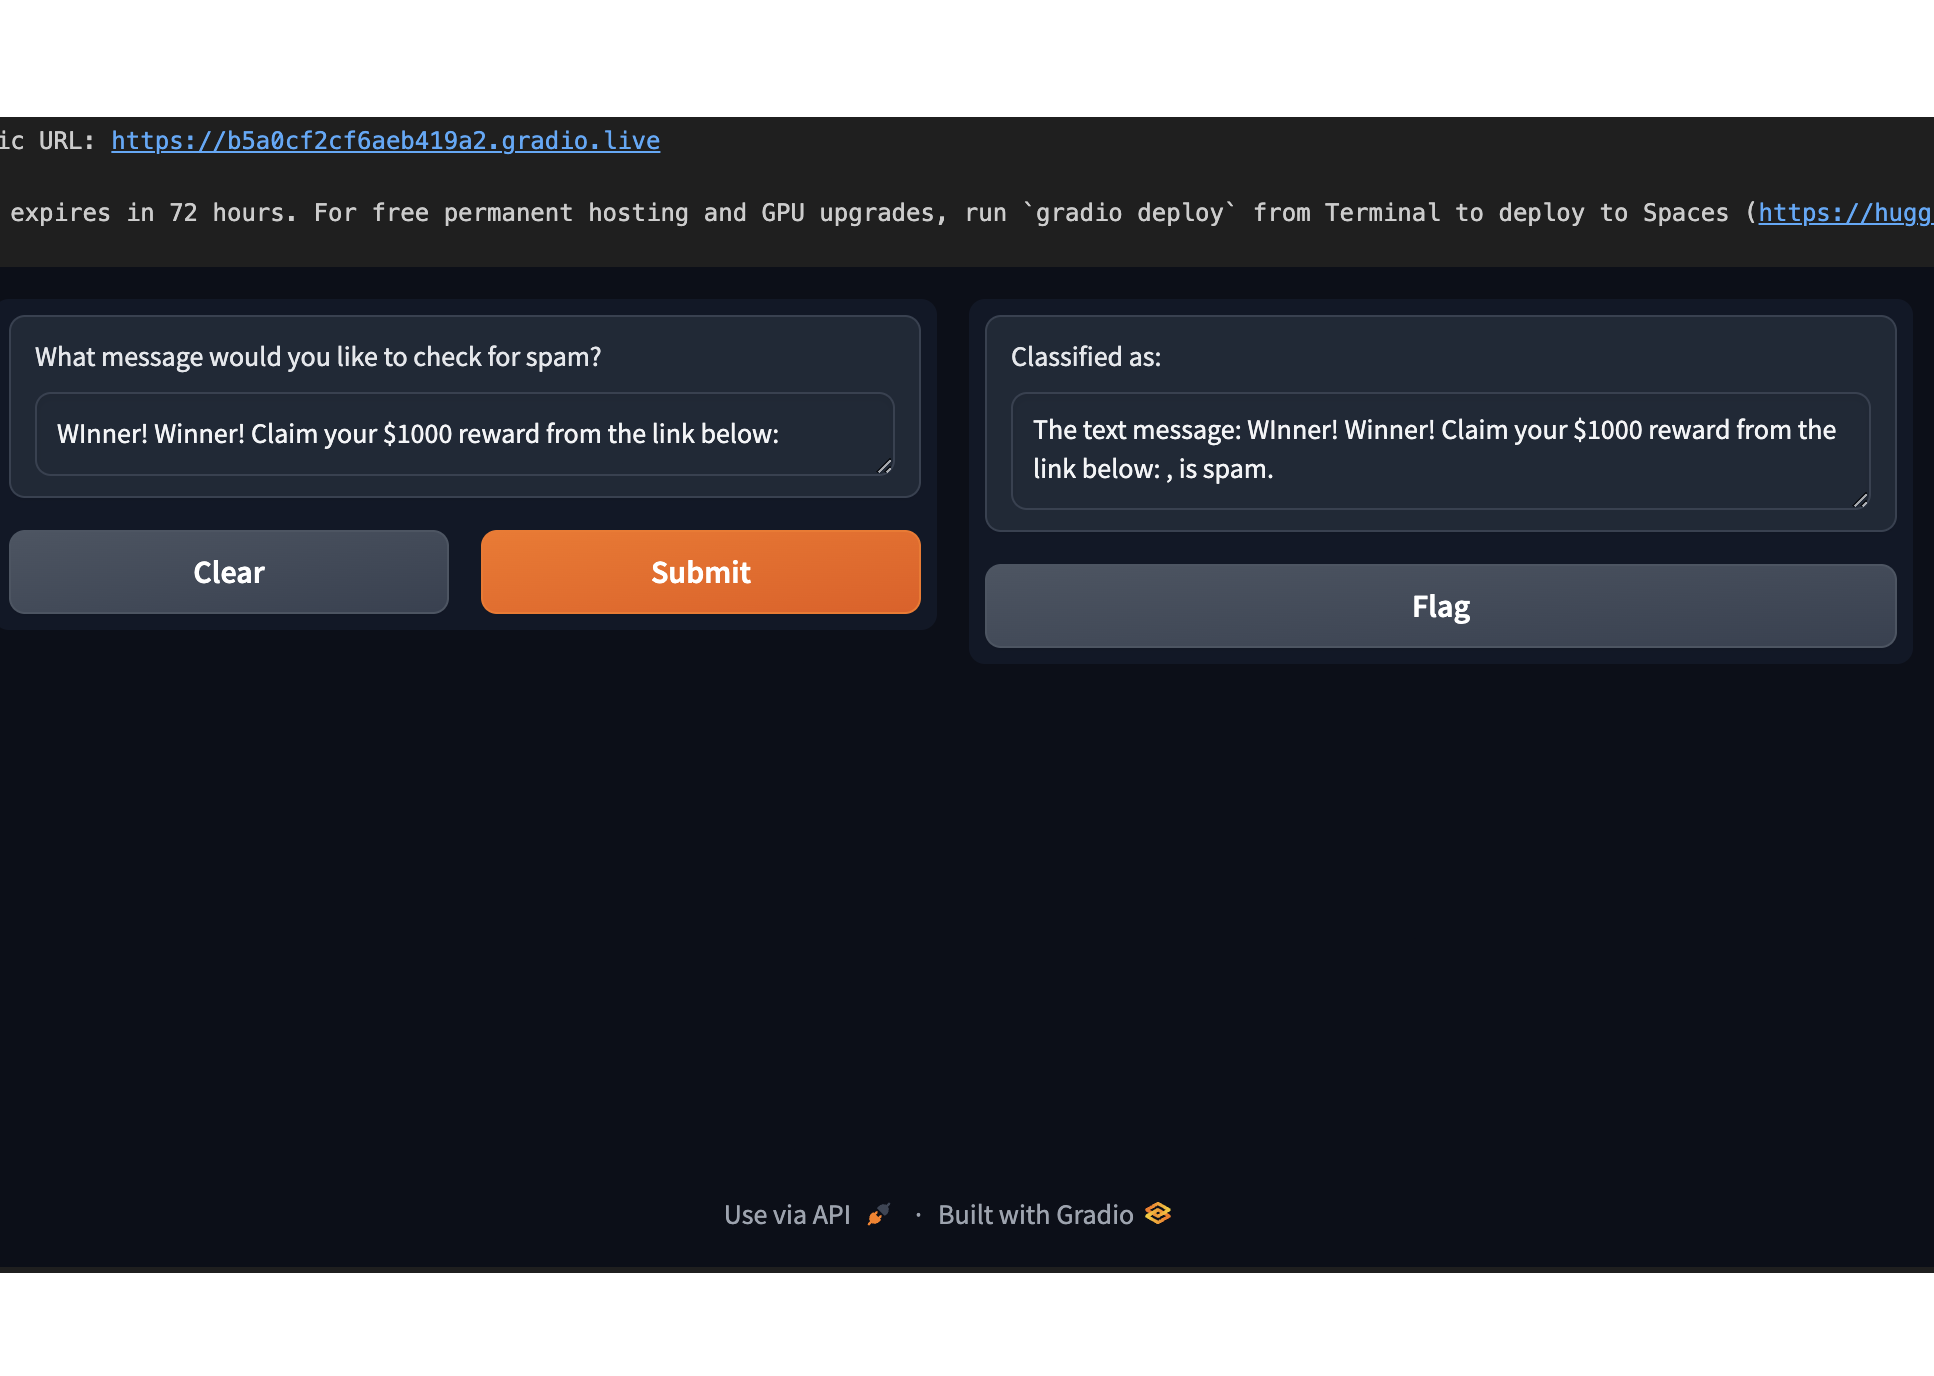 ic URL: https://b5a0cf2cf6aeb419a2.gradio.live
expires in 72 hours. For free permanent hosting and GPU upgrades, run `gradio deploy` from Terminal to deploy to Spaces (https://hugg
What message would you like to check for spam?
WInner! Winner! Claim your $1000 reward from the link below:
Clear
Submit
Classified as:
The text message: WInner! Winner! Claim your $1000 reward from the
link below: , is spam.
Flag
Use via API · Built with Gradio